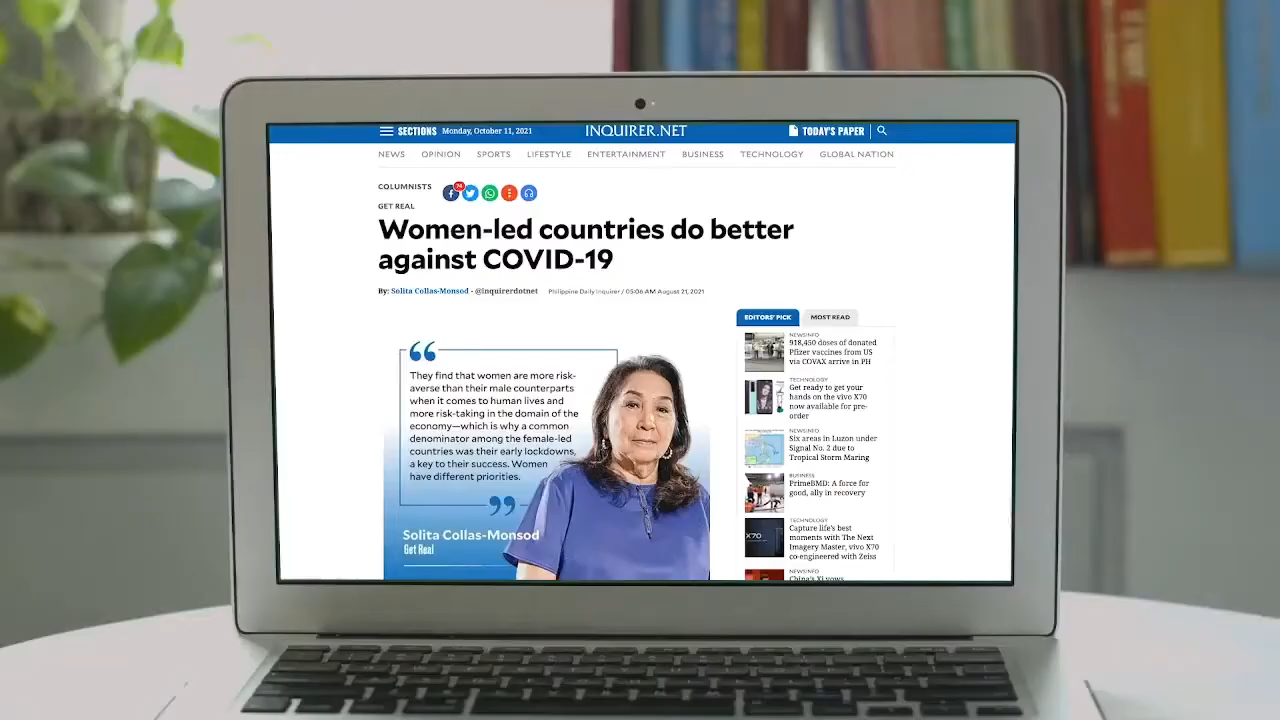 SECTIONS Monday, October 11, 2021 INQUIRER.NET TODAY'S PAPER
NEWS OPINION SPORTS LIFESTYLE ENTERTAINMENT BUSINESS TECHNOLOGY GLOBAL NATION
COLUMNISTS
74
GET REAL
Women-led countries do better
against COVID-19
By: Solita Collas-Monsod - @inquirerdotnet Philippine Daily Inquirer / 05:06 AM August 21, 2021
“
They find that women are more risk-
averse than their male counterparts
when it comes to human lives and
more risk-taking in the domain of the
economy—which is why a common
denominator among the female-led
countries was their early lockdowns,
a key to their success. Women
have different priorities.
”
Solita Collas-Monsod
Get Real
EDITORS' PICK MOST READ
NEWSINFO
918,450 doses of donated
Pfizer vaccines from US
via COVAX arrive in PH
TECHNOLOGY
Get ready to get your
hands on the vivo X70
now available for pre-
order
NEWSINFO
Six areas in Luzon under
Signal No. 2 due to
Tropical Storm Maring
BUSINESS
PrimeBMD: A force for
good, ally in recovery
TECHNOLOGY
X70
Capture life's best
moments with The Next
Imagery Master, vivo X70
co-engineered with Zeiss
NEWSINFO
China's Xi vows